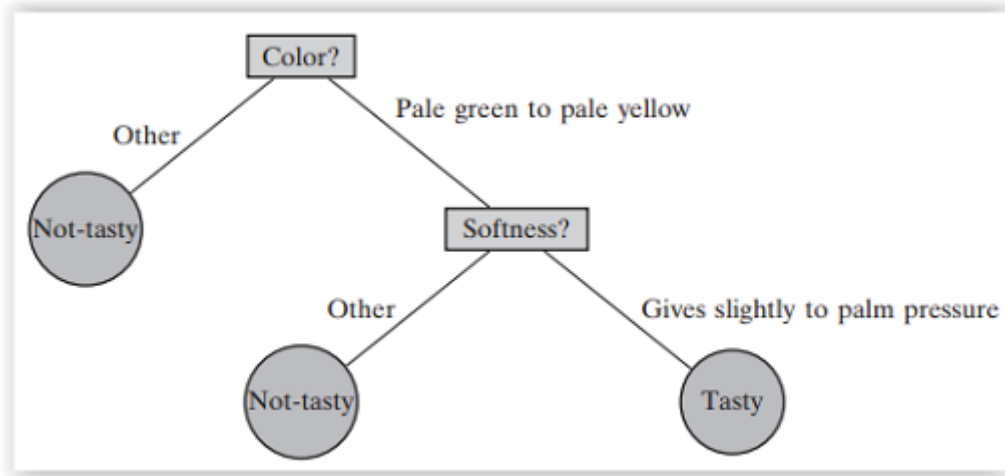 Color?
Other
Pale green to pale yellow
Not-tasty
Softness?
Other
Gives slightly to palm pressure
Not-tasty
Tasty